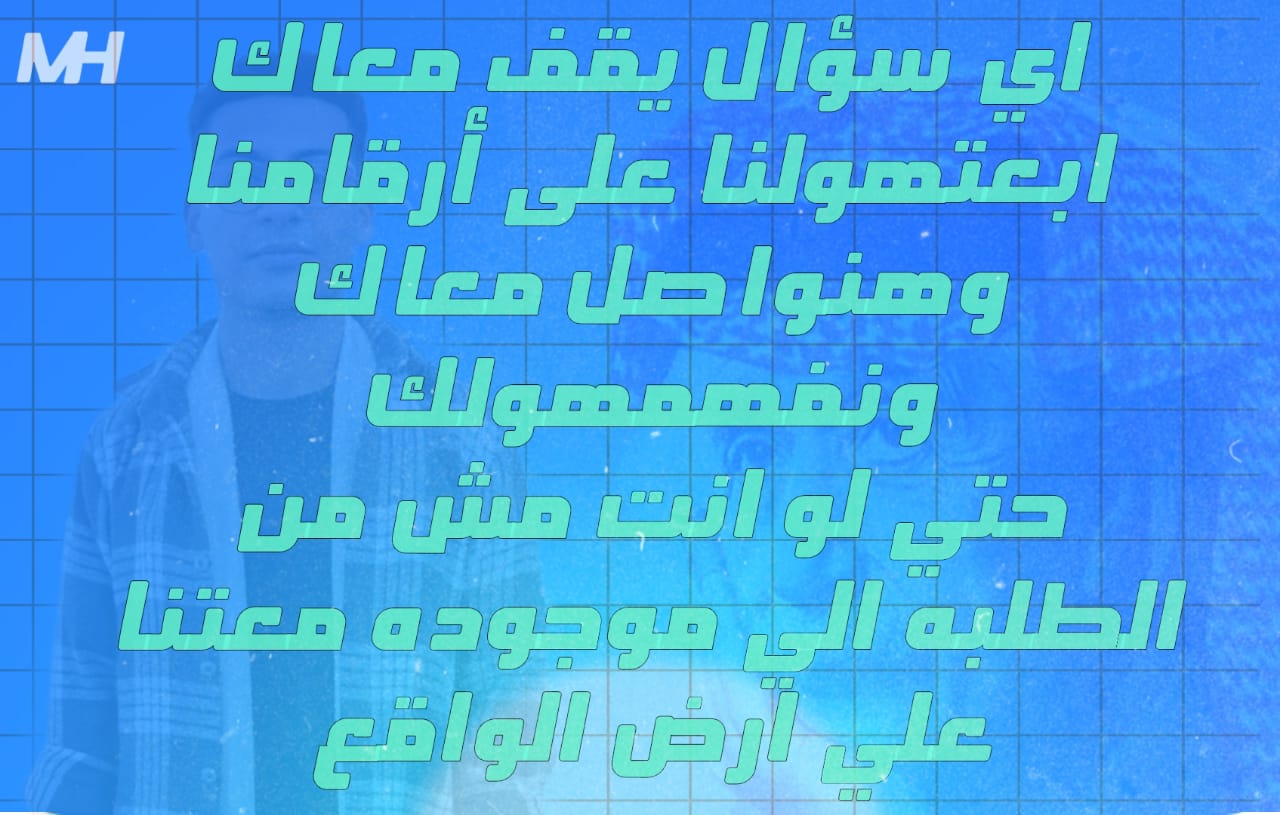 MH
اي سؤال يقف معاك
ابعتهولنا على أرقامنا
وهنواصل معاك
ونفهمهولك
حتي لو انت مش من
الطلبه الي موجوده معتنا
علي أرض الواقع